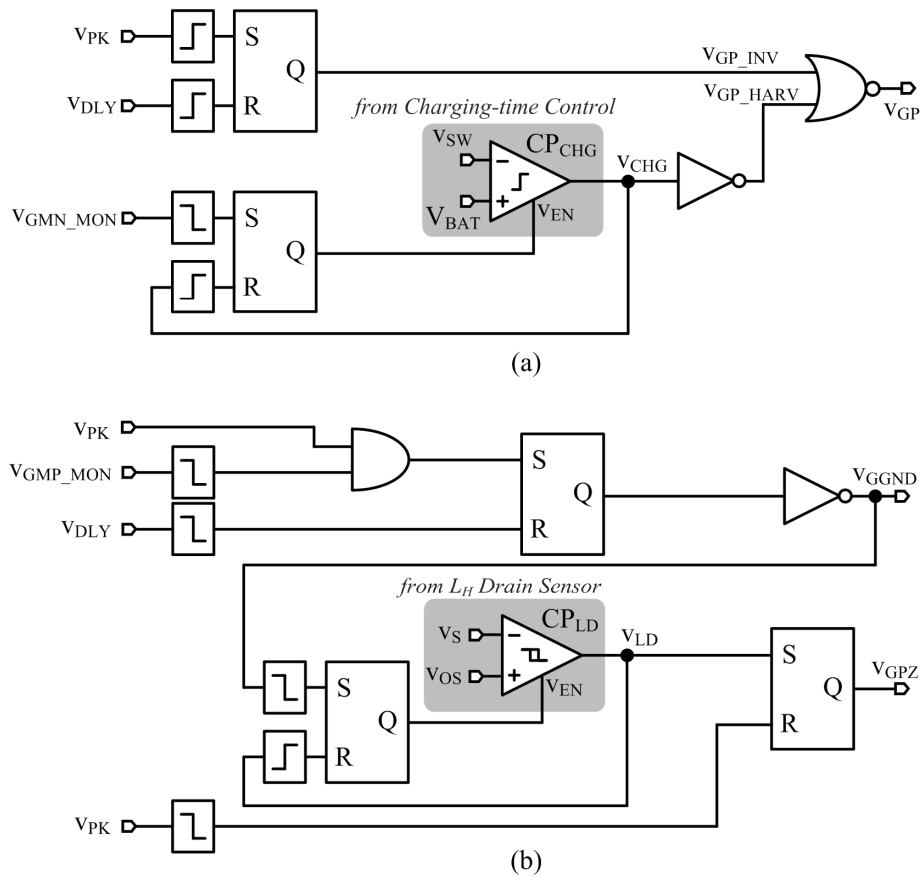 vPK
S
Q
vDLY
R
vGP_INV
vGP_HARV
vGP
from Charging-time Control
vSW
CPCHG
vCHG
−
+
VBAT
vEN
vGMN_MON
S
Q
R
(a)
vPK
vGMP_MON
vDLY
S
Q
R
vGGND
from LH Drain Sensor
vS
CPLD
vLD
−
+
vOS
vEN
S
Q
R
S
Q
R
vGPZ
vPK
(b)